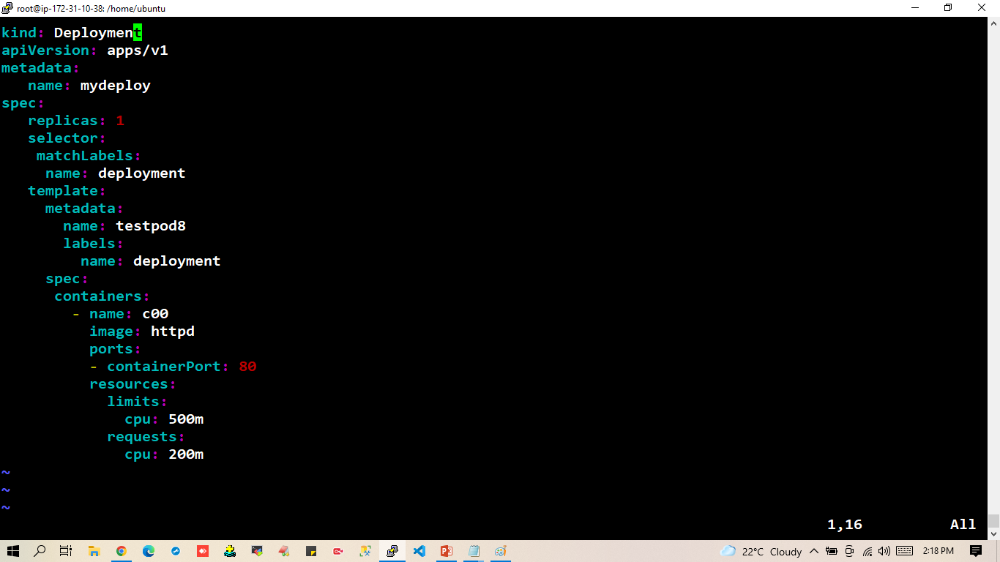 root@ip-172-31-10-38: /home/ubuntu
kind: Deployment
apiVersion: apps/v1
metadata:
   name: mydeploy
spec:
   replicas: 1
   selector:
    matchLabels:
     name: deployment
   template:
     metadata:
       name: testpod8
       labels:
         name: deployment
     spec:
      containers:
        - name: c00
          image: httpd
          ports:
          - containerPort: 80
          resources:
            limits:
              cpu: 500m
            requests:
              cpu: 200m
~
~
~
1,16 All
22°C Cloudy 2:18 PM